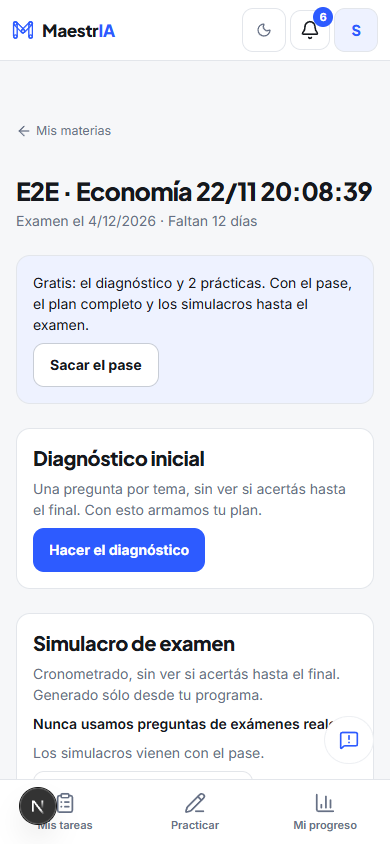 MaestrIA
6
S
← Mis materias
E2E · Economía 22/11 20:08:39
Examen el 4/12/2026 · Faltan 12 días
Gratis: el diagnóstico y 2 prácticas. Con el pase,
el plan completo y los simulacros hasta el
examen.
Sacar el pase
Diagnóstico inicial
Una pregunta por tema, sin ver si acertás hasta
el final. Con esto armamos tu plan.
Hacer el diagnóstico
Simulacro de examen
Cronometrado, sin ver si acertás hasta el final.
Generado sólo desde tu programa.
Nunca usamos preguntas de exámenes
Los simulacros vienen con el pase.
N
Mis tareas
Practicar
Mi progreso